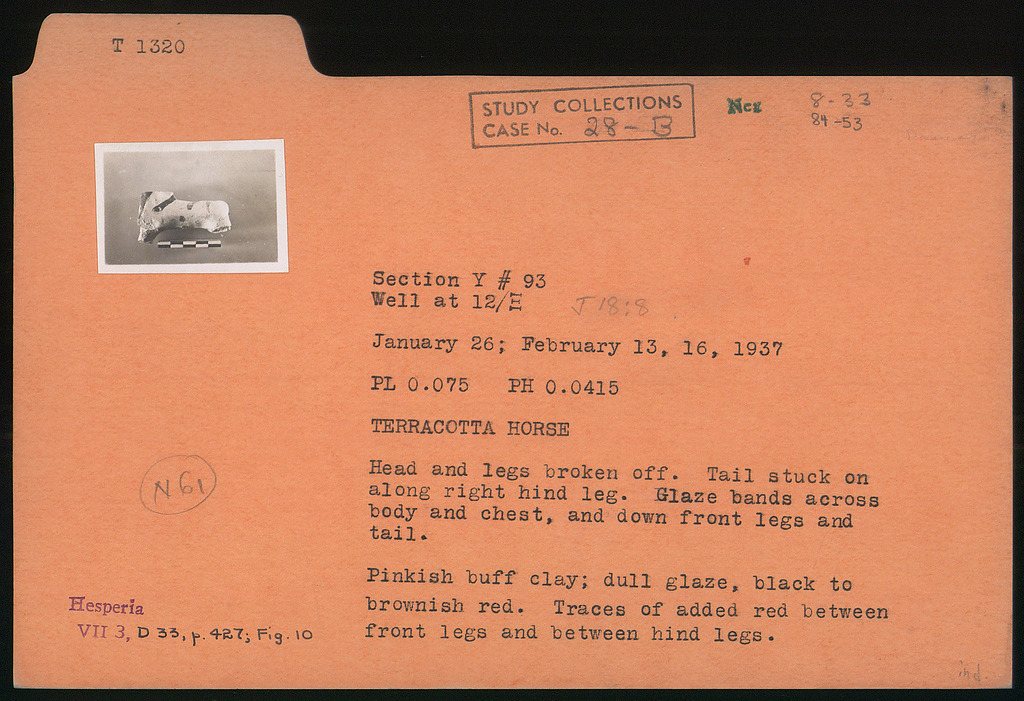 T 1320
STUDY COLLECTIONS
CASE No. 28-B
Neg
8-33
84-53
Section Y # 93
Well at 12/Ξ J 18:8
January 26; February 13, 16, 1937
PL 0.075 PH 0.0415
TERRACOTTA HORSE
Head and legs broken off. Tail stuck on
along right hind leg. Glaze bands across
body and chest, and down front legs and
tail.
N61
Pinkish buff clay; dull glaze, black to
brownish red. Traces of added red between
front legs and between hind legs.
Hesperia
VII 3, D 33, p. 427; Fig. 10